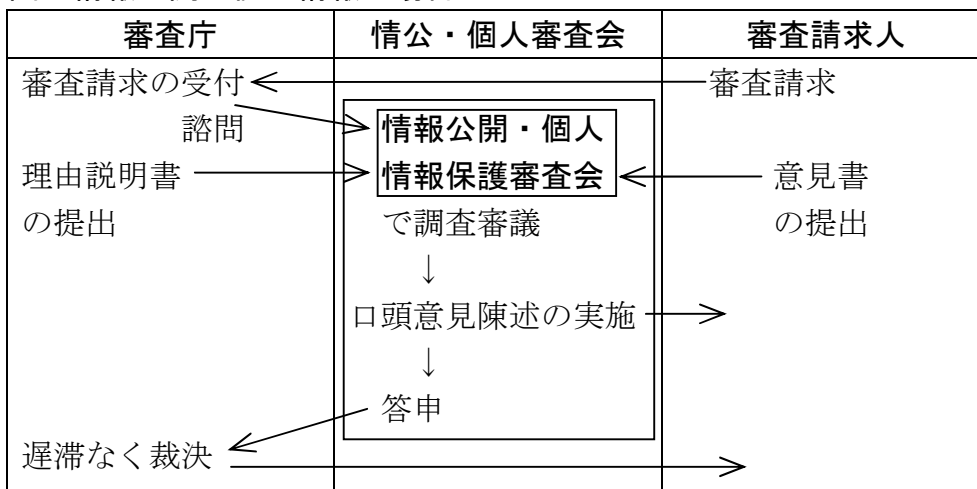 審査庁 情公・個人審査会 審査請求人
審査請求の受付 審査請求
諮問 情報公開・個人
理由説明書 情報保護審査会 意見書
の提出 で調査審議 の提出
↓
口頭意見陳述の実施
↓
答申
遅滞なく裁決